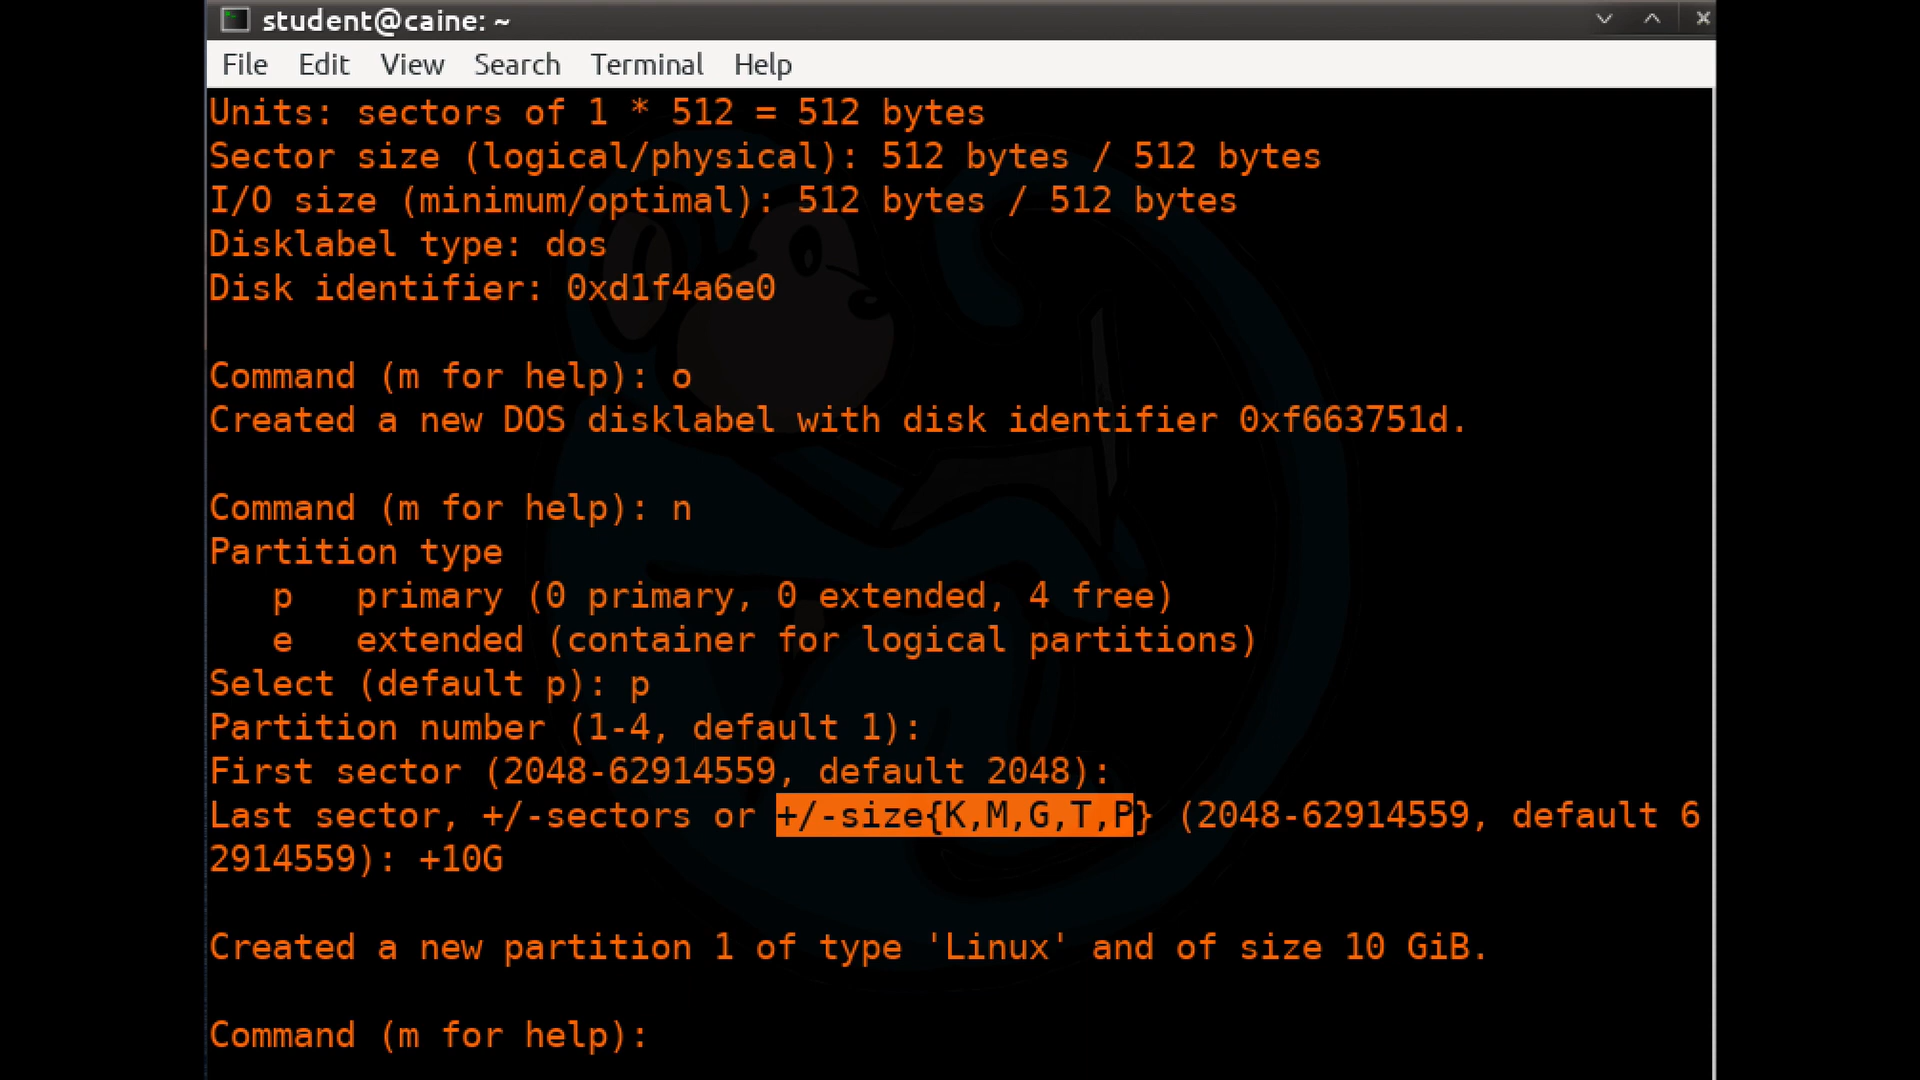 student@caine: ~
File Edit View Search Terminal Help
Units: sectors of 1 * 512 = 512 bytes
Sector size (logical/physical): 512 bytes / 512 bytes
I/O size (minimum/optimal): 512 bytes / 512 bytes
Disklabel type: dos
Disk identifier: 0xd1f4a6e0
Command (m for help): o
Created a new DOS disklabel with disk identifier 0xf663751d.
Command (m for help): n
Partition type
   p   primary (0 primary, 0 extended, 4 free)
   e   extended (container for logical partitions)
Select (default p): p
Partition number (1-4, default 1):
First sector (2048-62914559, default 2048):
Last sector, +/-sectors or +/-size{K,M,G,T,P} (2048-62914559, default 6
2914559): +10G
Created a new partition 1 of type 'Linux' and of size 10 GiB.
Command (m for help):